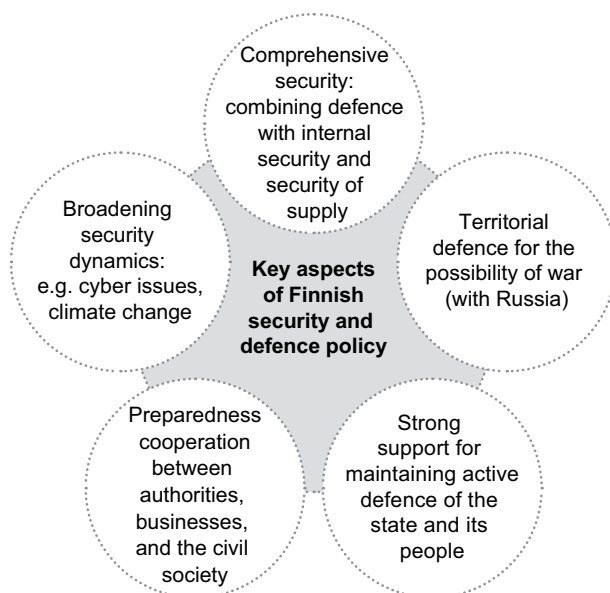 Comprehensive
security:
combining defence
with internal
security and
security of
supply
Broadening
security
dynamics:
e.g. cyber issues,
climate change
Key aspects
of Finnish
security and
defence policy
Territorial
defence for the
possibility of war
(with Russia)
Preparedness
cooperation
between
authorities,
businesses,
and the civil
society
Strong
support for
maintaining active
defence of the
state and its
people